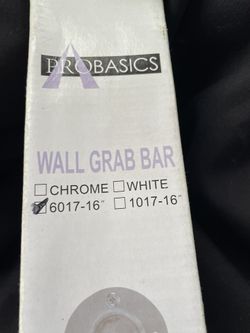 PROBASICS
WALL GRAB BAR
☐ CHROME ☐ WHITE
☑ 6017-16" ☐ 1017-16"